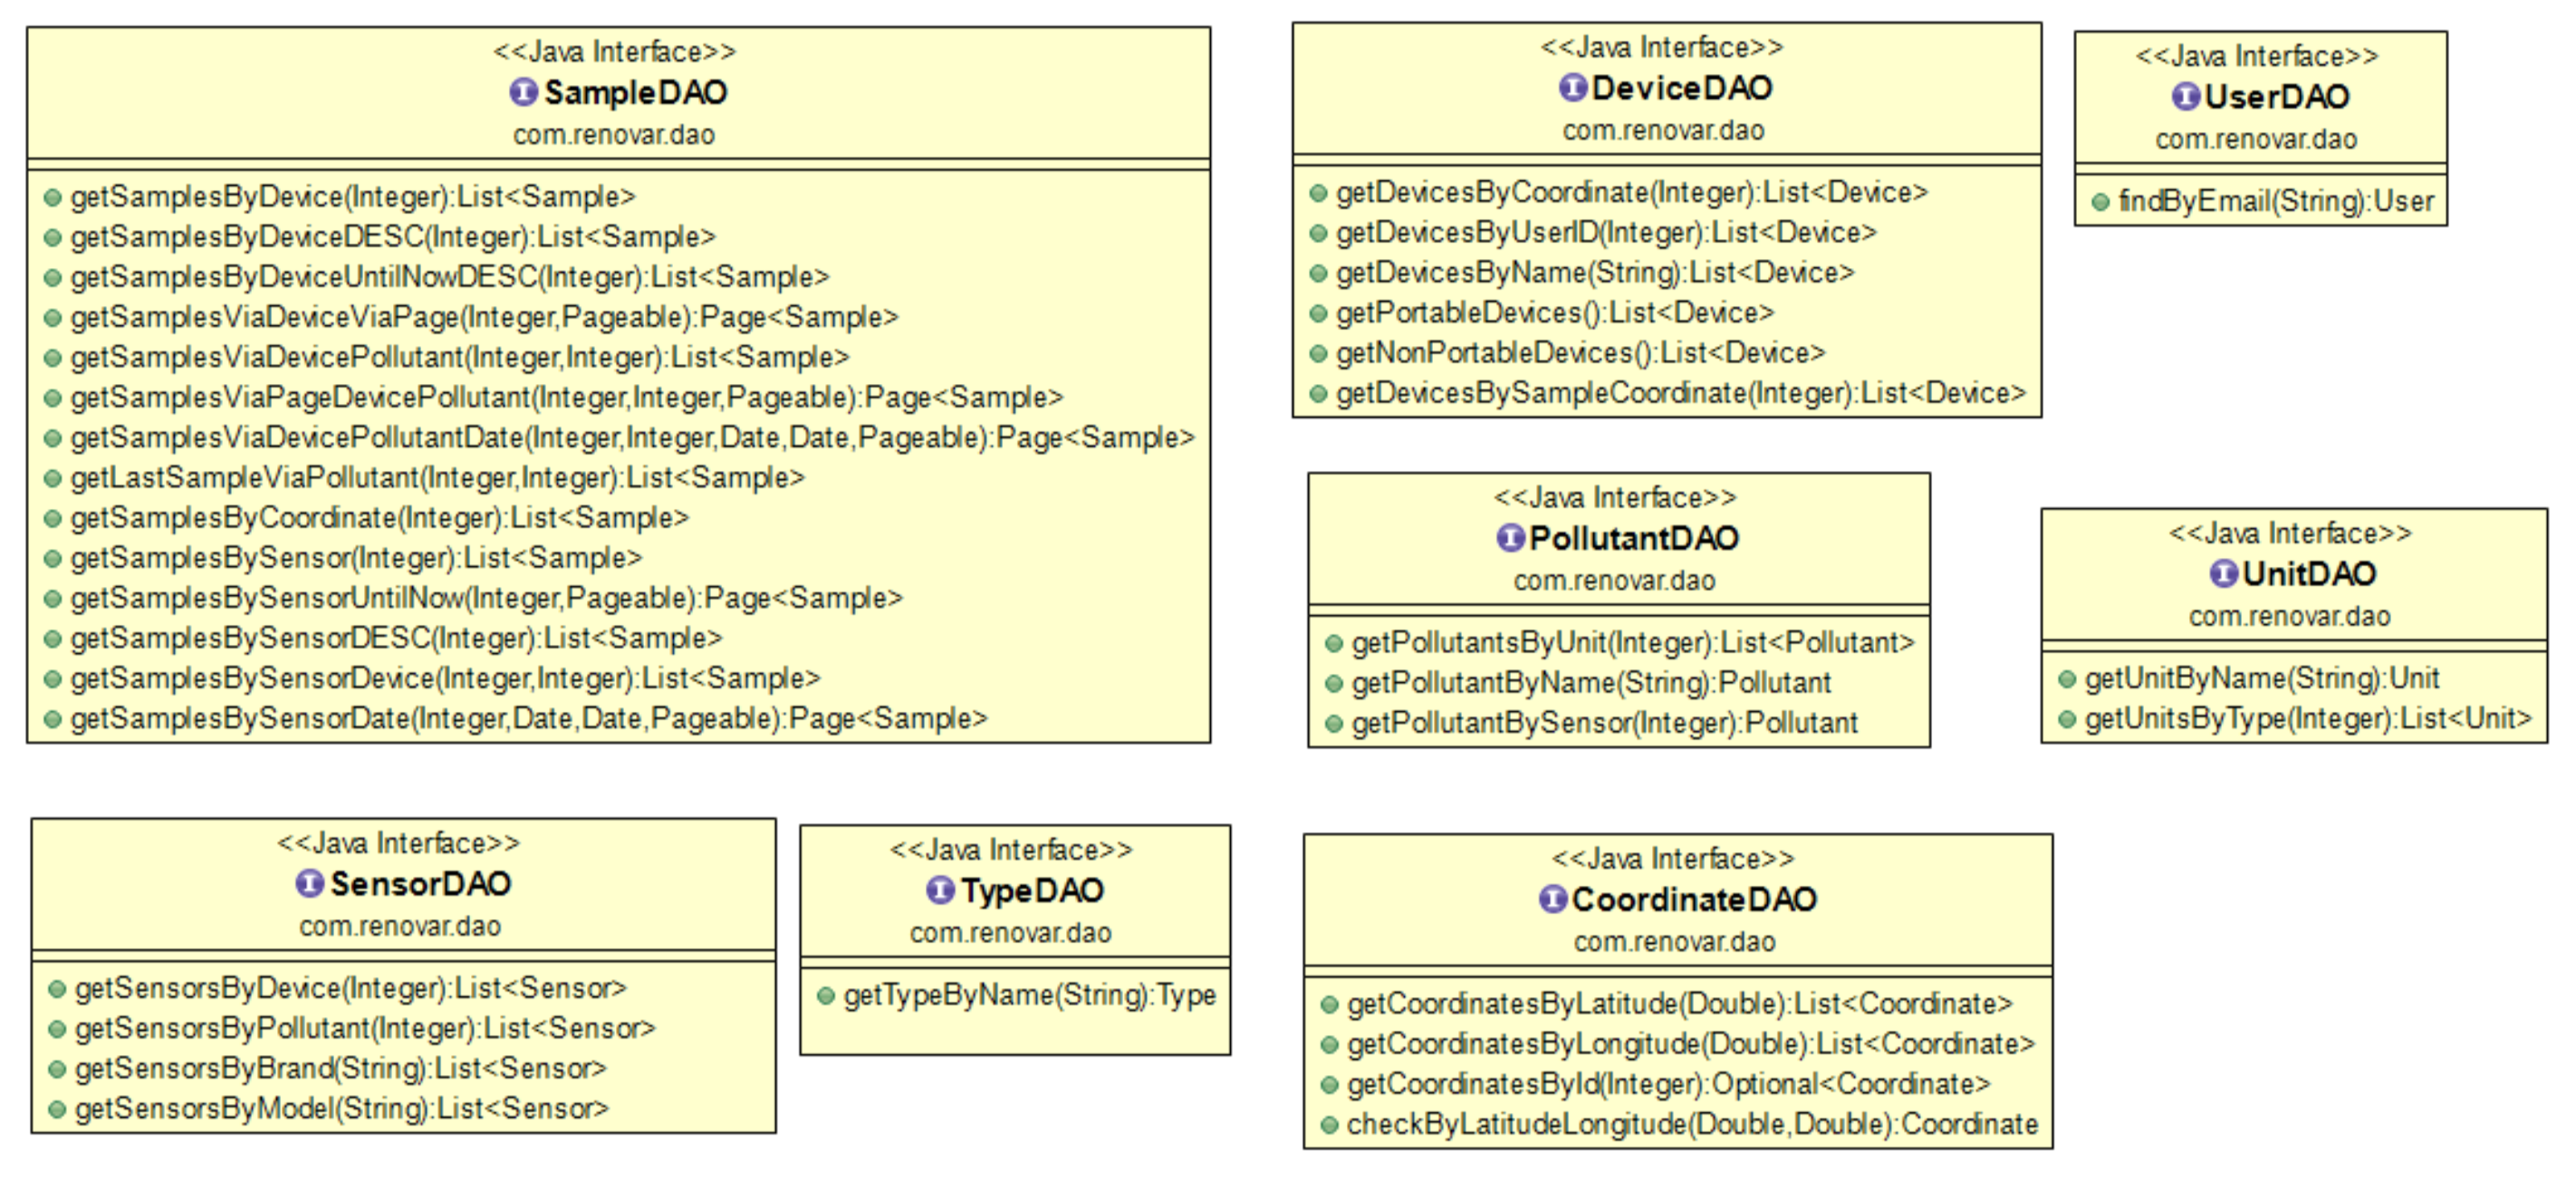 <<Java Interface>>
SampleDAO
com.renovar.dao
getSamplesByDevice(Integer):List<Sample>
getSamplesByDeviceDESC(Integer):List<Sample>
getSamplesByDeviceUntilNowDESC(Integer):List<Sample>
getSamplesViaDeviceViaPage(Integer,Pageable):Page<Sample>
getSamplesViaDevicePollutant(Integer,Integer):List<Sample>
getSamplesViaPageDevicePollutant(Integer,Integer,Pageable):Page<Sample>
getSamplesViaDevicePollutantDate(Integer,Integer,Date,Date,Pageable):Page<Sample>
getLastSampleViaPollutant(Integer,Integer):List<Sample>
getSamplesByCoordinate(Integer):List<Sample>
getSamplesBySensor(Integer):List<Sample>
getSamplesBySensorUntilNow(Integer,Pageable):Page<Sample>
getSamplesBySensorDESC(Integer):List<Sample>
getSamplesBySensorDevice(Integer,Integer):List<Sample>
getSamplesBySensorDate(Integer,Date,Date,Pageable):Page<Sample>
<<Java Interface>>
DeviceDAO
com.renovar.dao
getDevicesByCoordinate(Integer):List<Device>
getDevicesByUserID(Integer):List<Device>
getDevicesByName(String):List<Device>
getPortableDevices():List<Device>
getNonPortableDevices():List<Device>
getDevicesBySampleCoordinate(Integer):List<Device>
<<Java Interface>>
UserDAO
com.renovar.dao
findByEmail(String):User
<<Java Interface>>
PollutantDAO
com.renovar.dao
getPollutantsByUnit(Integer):List<Pollutant>
getPollutantByName(String):Pollutant
getPollutantBySensor(Integer):Pollutant
<<Java Interface>>
UnitDAO
com.renovar.dao
getUnitByName(String):Unit
getUnitsByType(Integer):List<Unit>
<<Java Interface>>
SensorDAO
com.renovar.dao
getSensorsByDevice(Integer):List<Sensor>
getSensorsByPollutant(Integer):List<Sensor>
getSensorsByBrand(String):List<Sensor>
getSensorsByModel(String):List<Sensor>
<<Java Interface>>
TypeDAO
com.renovar.dao
getTypeByName(String):Type
<<Java Interface>>
CoordinateDAO
com.renovar.dao
getCoordinatesByLatitude(Double):List<Coordinate>
getCoordinatesByLongitude(Double):List<Coordinate>
getCoordinatesById(Integer):Optional<Coordinate>
checkByLatitudeLongitude(Double,Double):Coordinate